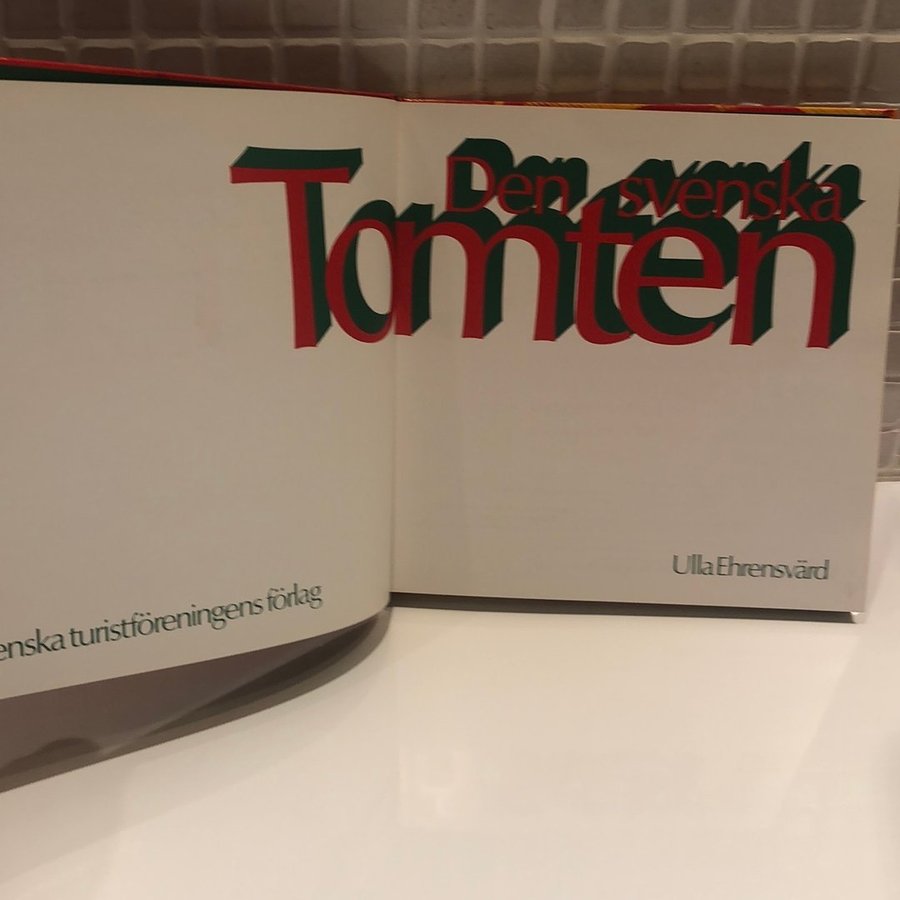 Den svenska
Tomten
Ulla Ehrensvärd
enska turistföreningens förlag